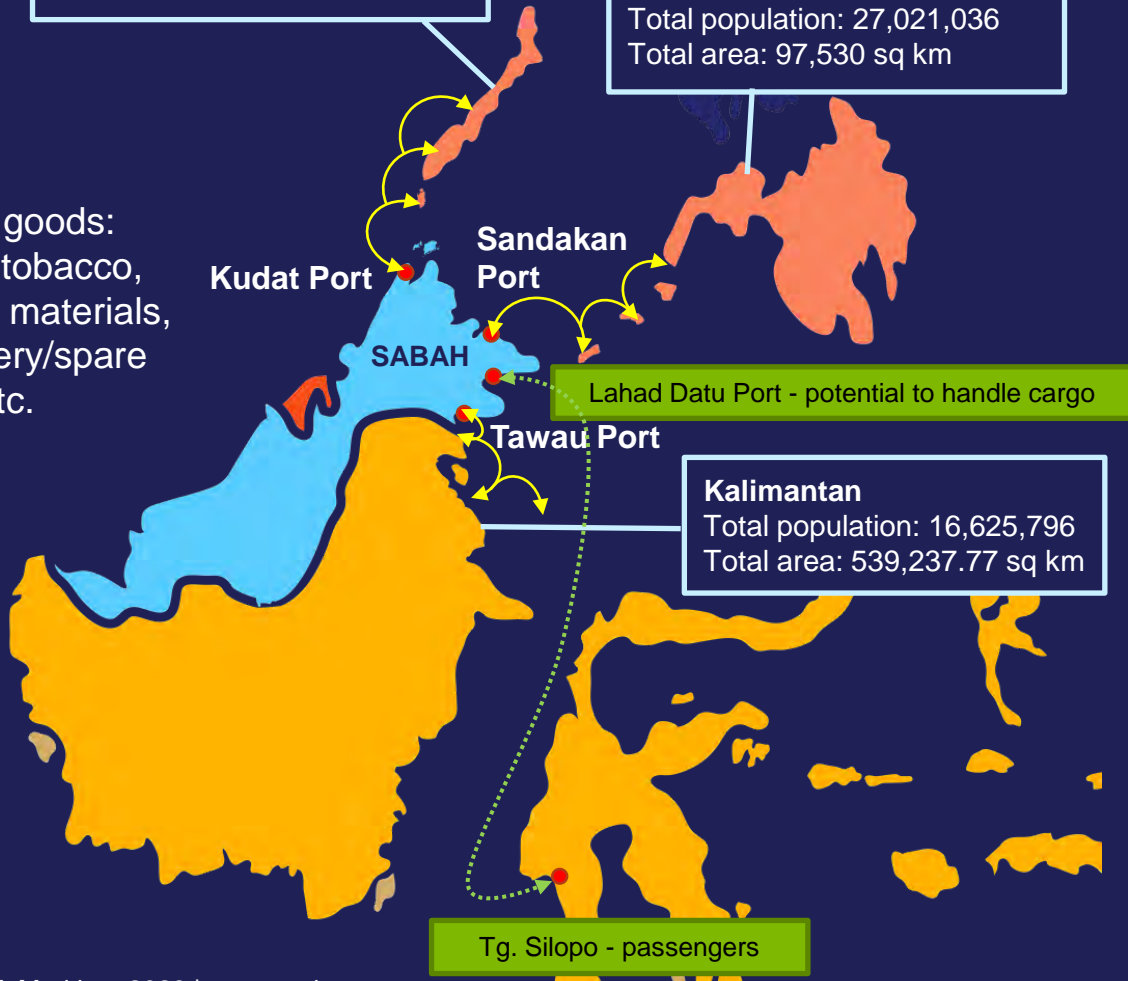 Total population: 27,021,036
Total area: 97,530 sq km
goods:
tobacco,
materials,
ery/spare
tc.
Kudat Port
Sandakan
Port
SABAH
Lahad Datu Port - potential to handle cargo
Tawau Port
Kalimantan
Total population: 16,625,796
Total area: 539,237.77 sq km
Tg. Silopo - passengers